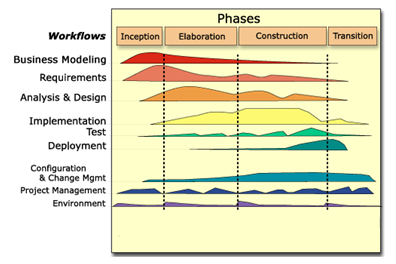 Phases
Workflows
Inception Elaboration Construction Transition
Business Modeling
Requirements
Analysis & Design
Implementation
Test
Deployment
Configuration
& Change Mgmt
Project Management
Environment